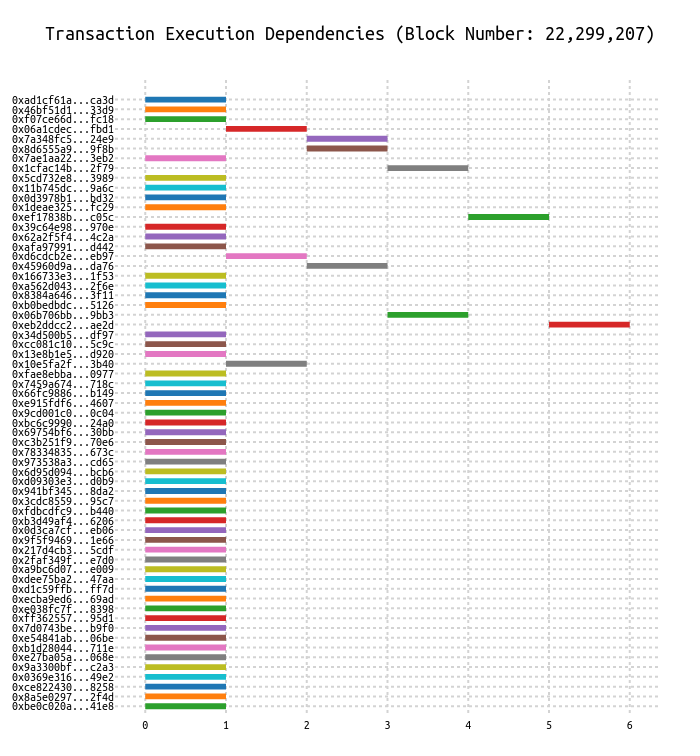 Transaction Execution Dependencies (Block Number: 22,299,207)
0xad1cf61a...ca3d
0x46bf51d1...33d9
0xf07ce66d...fc18
0x06a1cdec...fbd1
0x7a348fc5...24e9
0x8d6555a9...9f8b
0x7ae1aa22...3eb2
0x1cfac14b...2f79
0x5cd732e8...3989
0x11b745dc...9a6c
0x0d3978b1...bd32
0x1deae325...fc29
0xef17838b...c05c
0x39c64e98...970e
0x62a2f5f4...4c2a
0xafa97991...d442
0xd6cdcb2e...eb97
0x45960d9a...da76
0x166733e3...1f53
0xa562d043...2f6e
0x8384a646...3f11
0xb0bedbdc...5126
0x06b706bb...9bb3
0xeb2ddcc2...ae2d
0x34d500b5...df97
0xcc081c10...5c9c
0x13e8b1e5...d920
0x10e5fa2f...3b40
0xfae8ebba...0977
0x7459a674...718c
0x66fc9886...b149
0xe915fdf6...4607
0x9cd001c0...0c04
0xbc6c9990...24a0
0x69754bf6...30bb
0xc3b251f9...70e6
0x78334835...673c
0x973538a3...cd65
0x6d95d094...bcb6
0xd09303e3...d0b9
0x941bf345...8da2
0x3cdc8559...95c7
0xfdbcdfc9...b440
0xb3d49af4...6206
0x0d3ca7cf...eb06
0x9f5f9469...1e66
0x217d4cb3...5cdf
0x2faf349f...e7d0
0xa9bc6d07...e009
0xdee75ba2...47aa
0xd1c59ffb...ff7d
0xecba9ed6...69ad
0xe038fc7f...8398
0xff362557...95d1
0x7d0743be...b9f0
0xe54841ab...06be
0xb1d28044...711e
0xe27ba05a...068e
0x9a3300bf...c2a3
0x0369e316...49e2
0xce822430...8258
0x8a5e0297...2f4d
0xbe0c020a...41e8
0 1 2 3 4 5 6